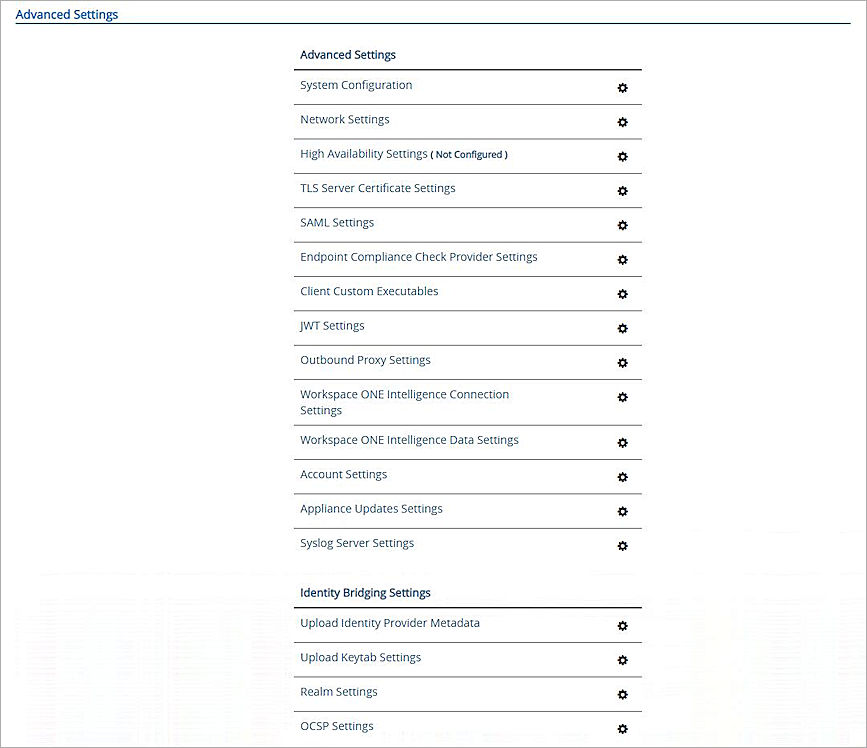 Advanced Settings
Advanced Settings
System Configuration
Network Settings
High Availability Settings ( Not Configured )
TLS Server Certificate Settings
SAML Settings
Endpoint Compliance Check Provider Settings
Client Custom Executables
JWT Settings
Outbound Proxy Settings
Workspace ONE Intelligence Connection
Settings
Workspace ONE Intelligence Data Settings
Account Settings
Appliance Updates Settings
Syslog Server Settings
Identity Bridging Settings
Upload Identity Provider Metadata
Upload Keytab Settings
Realm Settings
OCSP Settings